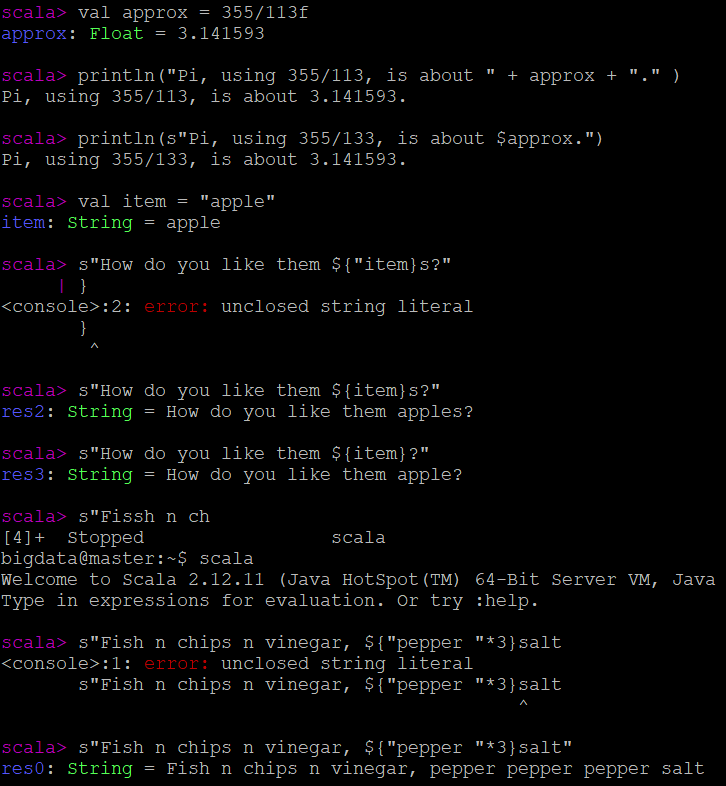 scala> val approx = 355/113f
approx: Float = 3.141593
scala> println("Pi, using 355/113, is about " + approx + "." )
Pi, using 355/113, is about 3.141593.
scala> println(s"Pi, using 355/133, is about $approx.")
Pi, using 355/133, is about 3.141593.
scala> val item = "apple"
item: String = apple
scala> s"How do you like them ${"item}s?"
     | }
<console>:2: error: unclosed string literal
       }
        ^
scala> s"How do you like them ${item}s?"
res2: String = How do you like them apples?
scala> s"How do you like them ${item}?"
res3: String = How do you like them apple?
scala> s"Fissh n ch
[4]+  Stopped                 scala
bigdata@master:~$ scala
Welcome to Scala 2.12.11 (Java HotSpot(TM) 64-Bit Server VM, Java
Type in expressions for evaluation. Or try :help.
scala> s"Fish n chips n vinegar, ${"pepper "*3}salt
<console>:1: error: unclosed string literal
       s"Fish n chips n vinegar, ${"pepper "*3}salt
                                               ^
scala> s"Fish n chips n vinegar, ${"pepper "*3}salt"
res0: String = Fish n chips n vinegar, pepper pepper pepper salt